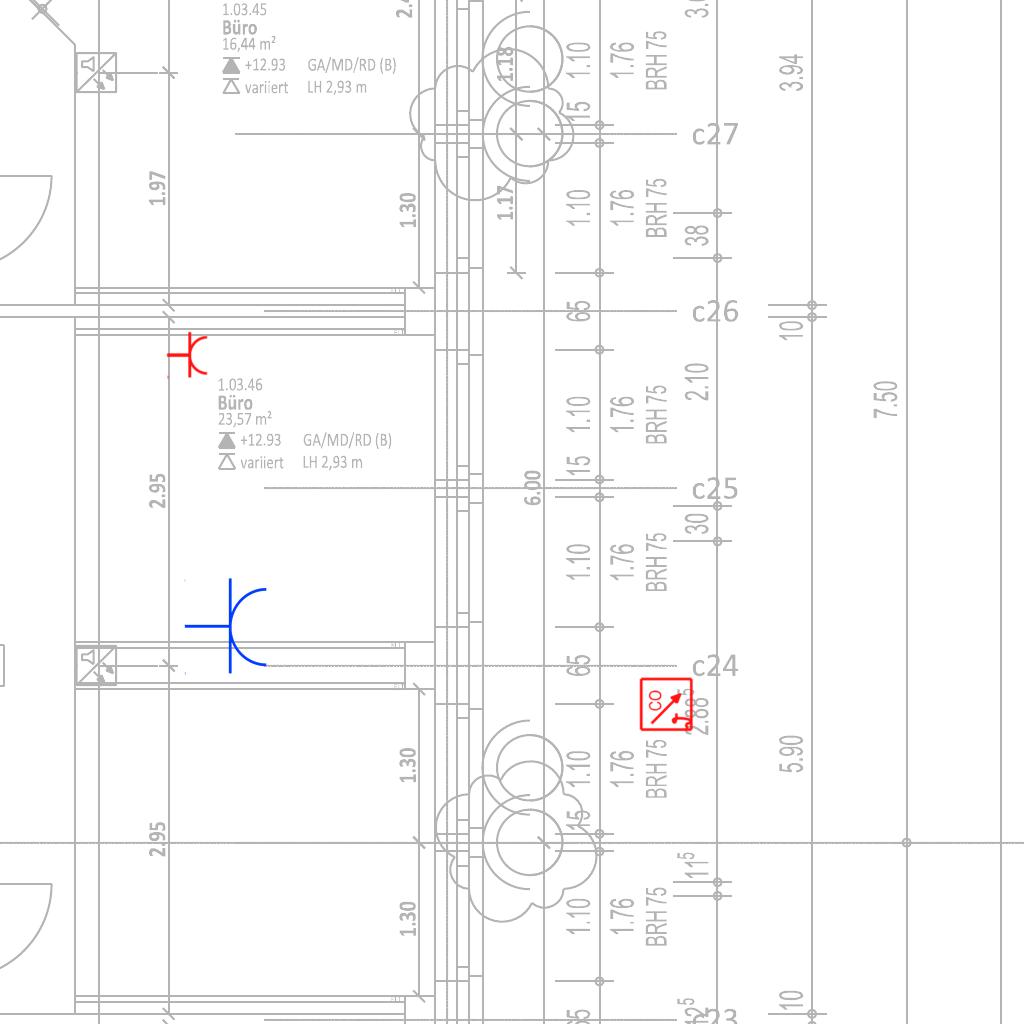 1.03.45
Büro
16,44 m²
+12.93 GA/MD/RD (B)
variiert LH 2,93 m
1.18
1.10
1.76
BRH 75
3.94
15
c27
1.97
1.30
1.17
1.10
1.76
BRH 75
38
65
c26
10
1.03.46
Büro
23,57 m²
+12.93 GA/MD/RD (B)
variiert LH 2,93 m
1.10
1.76
BRH 75
2.10
7.50
2.95
6.00
15
c25
30
1.10
1.76
BRH 75
65
c24
CO
2.88⁵
1.30
1.10
1.76
BRH 75
5.90
2.95
15
11⁵
1.30
1.10
1.76
BRH 75
10
c23